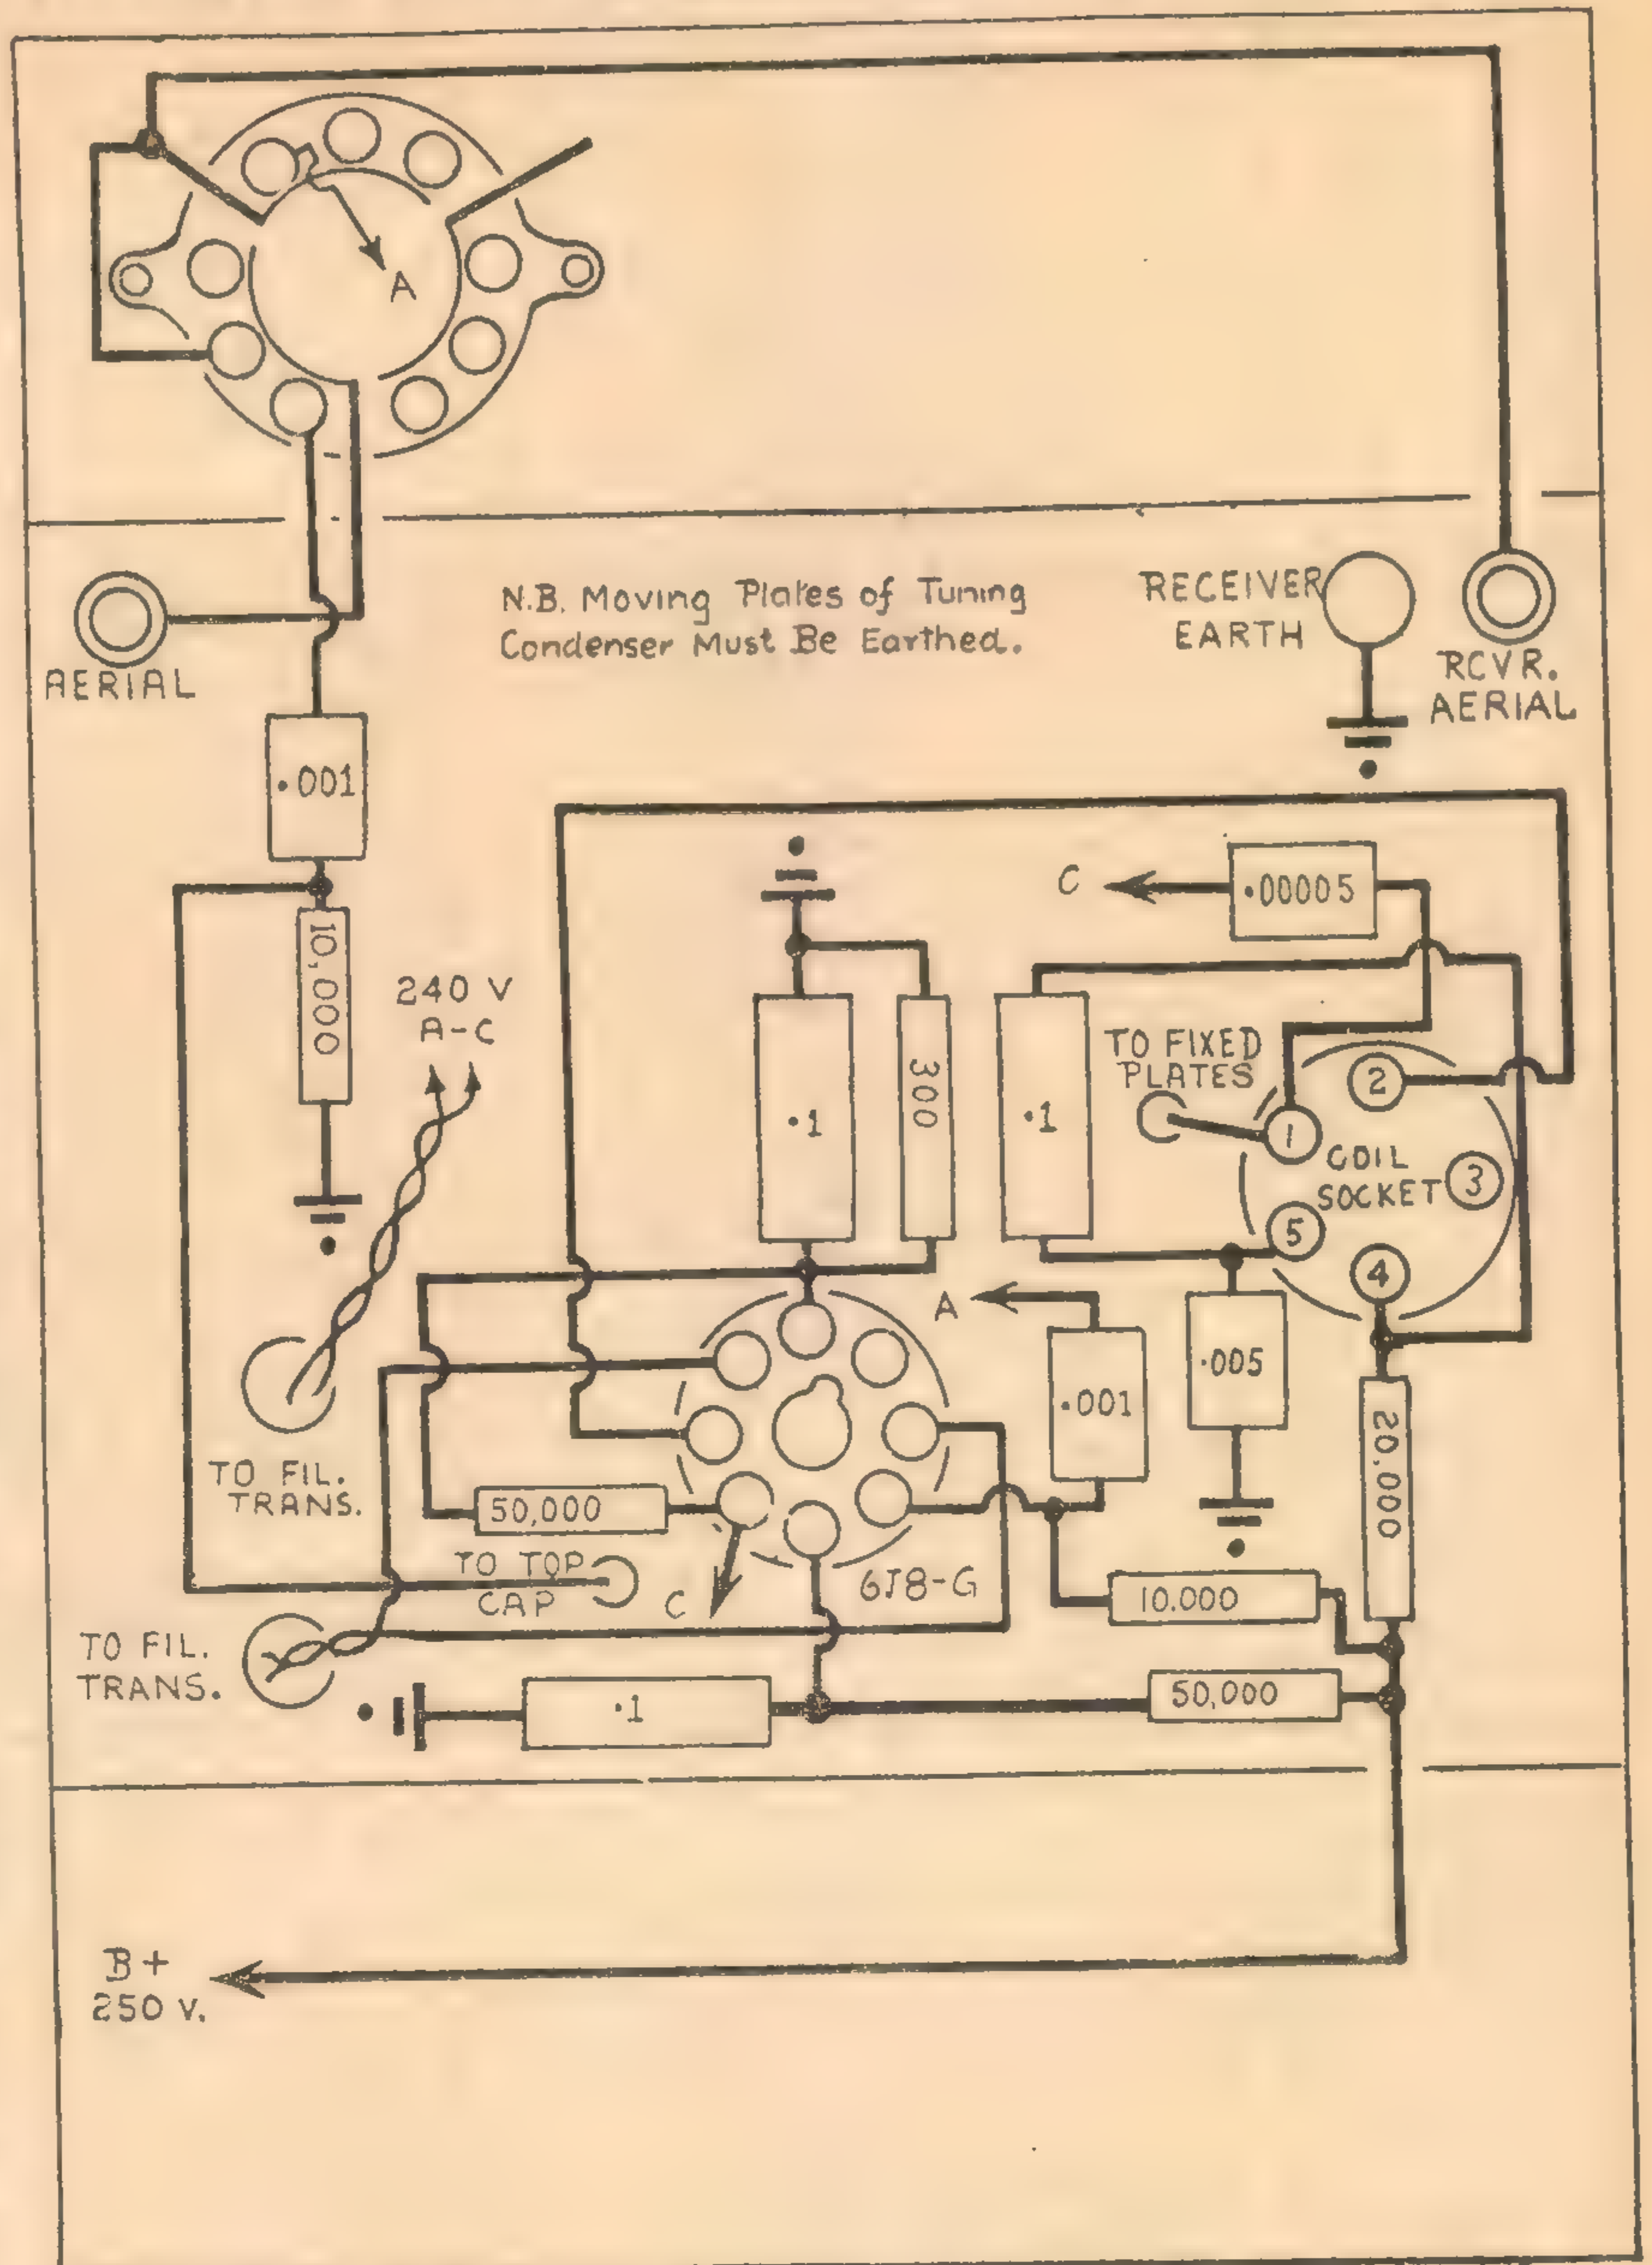 A
N.B. Moving Plates of Tuning
Condenser Must Be Earthed.
RECEIVER
EARTH
RCVR.
AERIAL
AERIAL
.001
10,000
240 V
A-C
C
.00005
.1
300
.1
TO FIXED
PLATES
1
2
COIL
SOCKET
3
5
4
A
.001
.005
20,000
TO FIL.
TRANS.
50,000
TO TOP
CAP
C
6J8-G
10.000
TO FIL.
TRANS.
.1
50,000
B+
250 V.